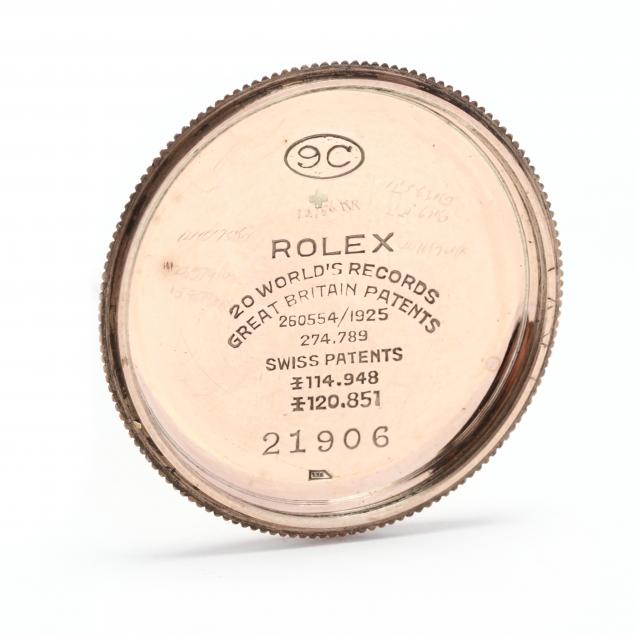 9C
ROLEX
20 WORLD'S RECORDS
GREAT BRITAIN PATENTS
260554/1925
274.789
SWISS PATENTS
114.948
120.851
21906